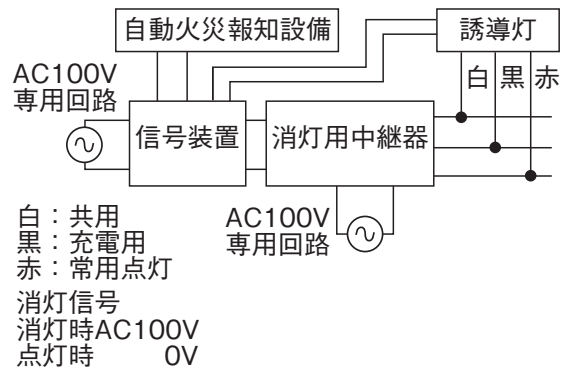 自動火災報知設備
誘導灯
白 黒 赤
AC100V
専用回路
信号装置
消灯用中継器
AC100V
専用回路
白：共用
黒：充電用
赤：常用点灯
消灯信号
消灯時AC100V
点灯時 0V